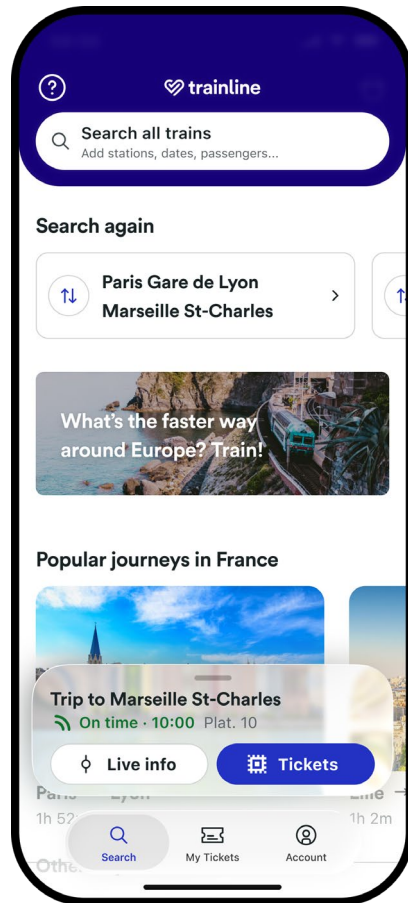 trainline
Search all trains
Add stations, dates, passengers...
Search again
Paris Gare de Lyon
Marseille St-Charles
What's the faster way
around Europe? Train!
Popular journeys in France
Trip to Marseille St-Charles
On time · 10:00 Plat. 10
Live info
Tickets
1h 2m
Search
My Tickets
Account